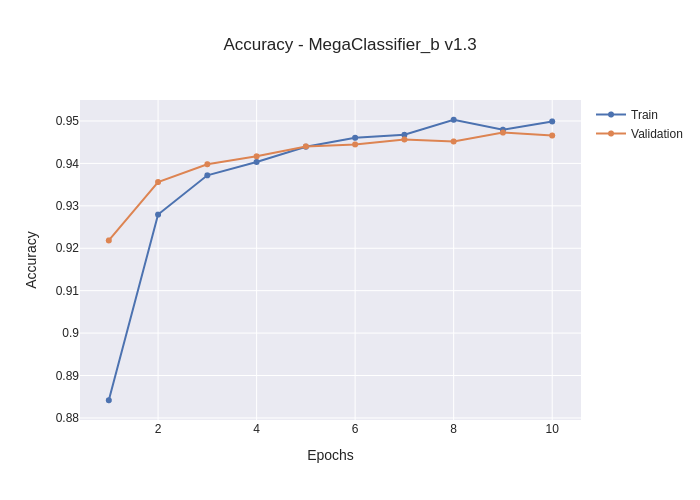 Accuracy - MegaClassifier_b v1.3
Train
Validation
0.95
0.94
0.93
0.92
0.91
0.9
0.89
0.88
Accuracy
2 4 6 8 10
Epochs